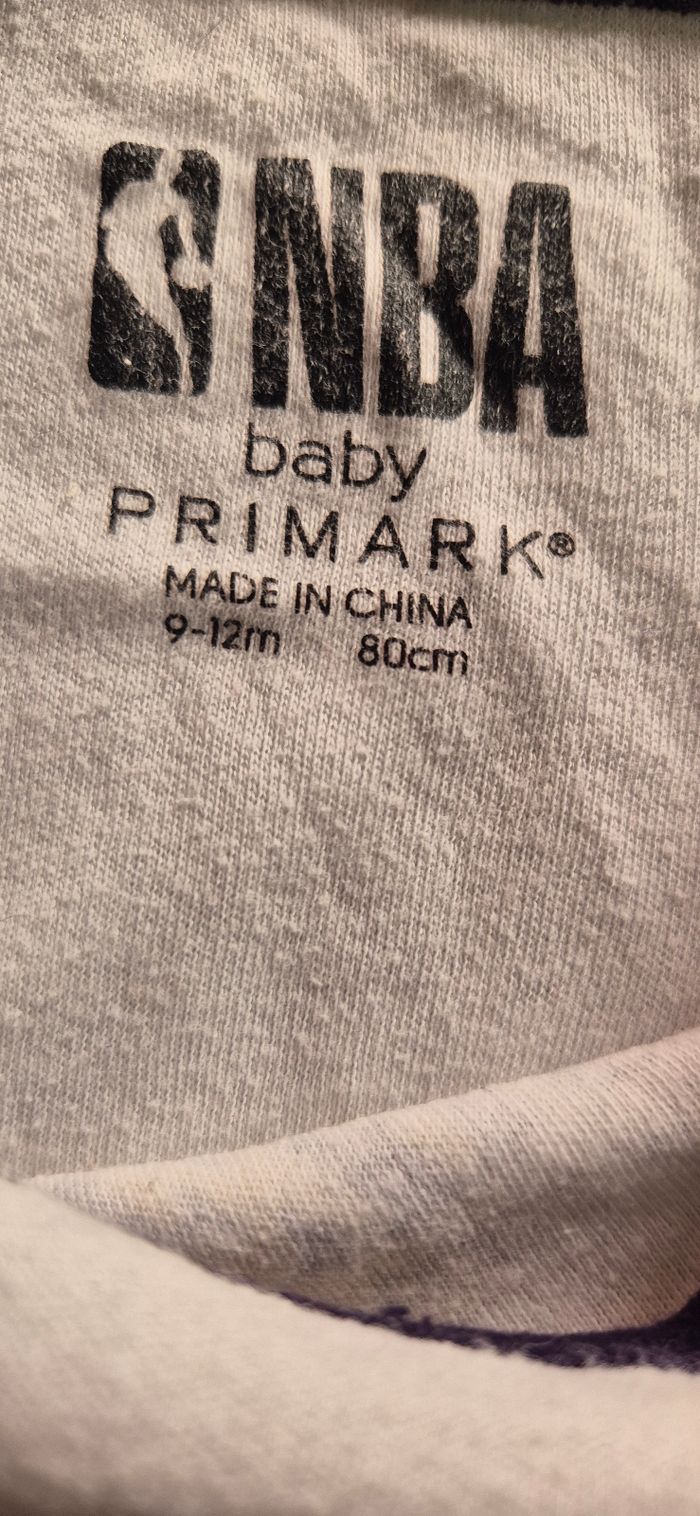 NBA
baby
PRIMARK®
MADE IN CHINA
9-12m 80cm